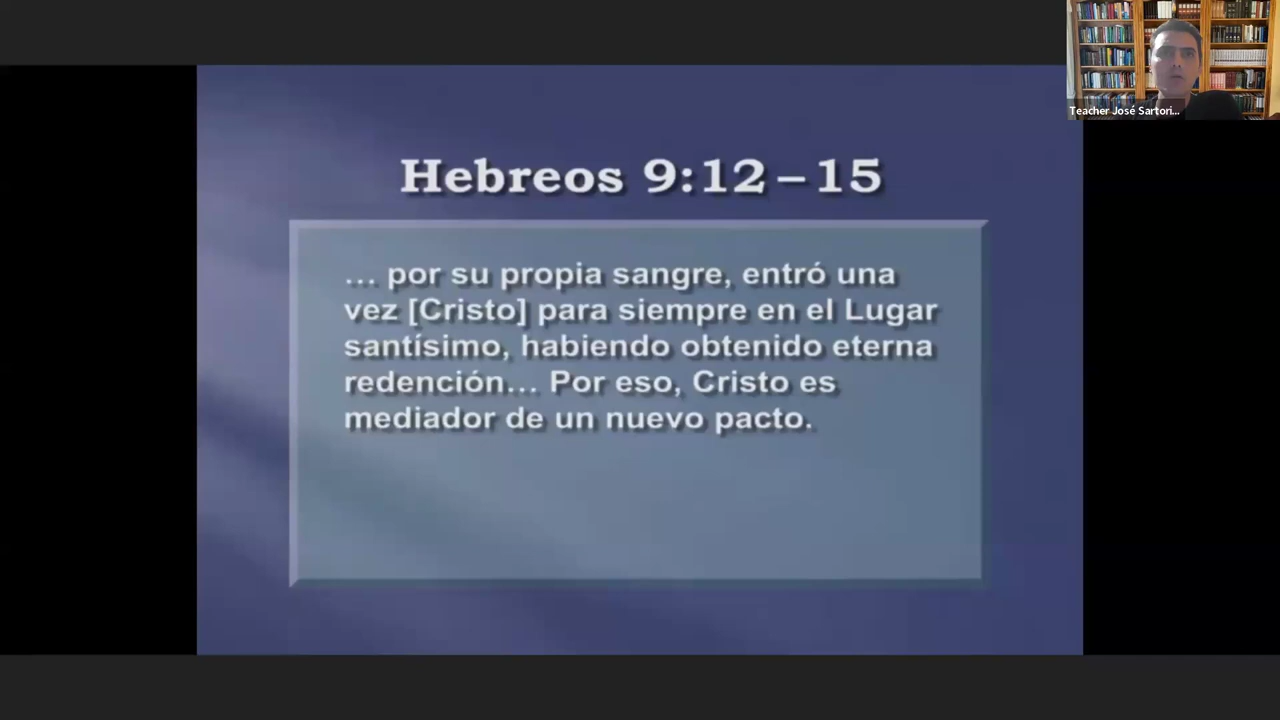 Teacher José Sartori...
Hebreos 9:12 – 15
... por su propia sangre, entró una
vez [Cristo] para siempre en el Lugar
santísimo, habiendo obtenido eterna
redención... Por eso, Cristo es
mediador de un nuevo pacto.